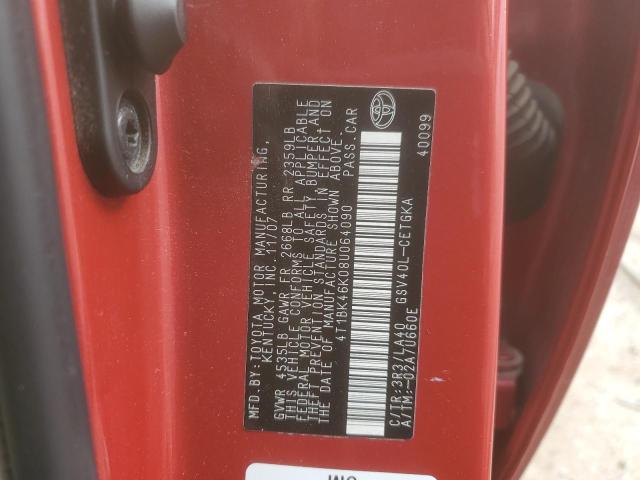 MFD. BY: TOYOTA MOTOR MANUFACTURING,
KENTUCKY, INC. 11/07
GVWR 4535LB GAWR FR 2668LB RR 2359LB
THIS VEHICLE CONFORMS TO ALL APPLICABLE
FEDERAL MOTOR VEHICLE SAFETY, BUMPER, AND
THEFT PREVENTION STANDARDS IN EFFECT ON
THE DATE OF MANUFACTURE SHOWN ABOVE.
4T1BK46K08U064090 PASS. CAR
C/TR: 3R3/LA40 GSV40L-CETGKA
A/TM:-02A/U660E 40099